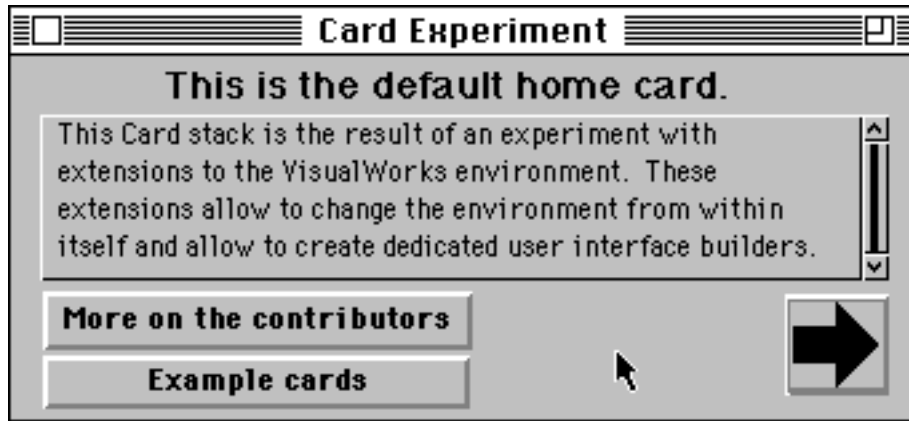 Card Experiment
This is the default home card.
This Card stack is the result of an experiment with
extensions to the VisualWorks environment.  These
extensions allow to change the environment from within
itself and allow to create dedicated user interface builders.
More on the contributors
Example cards